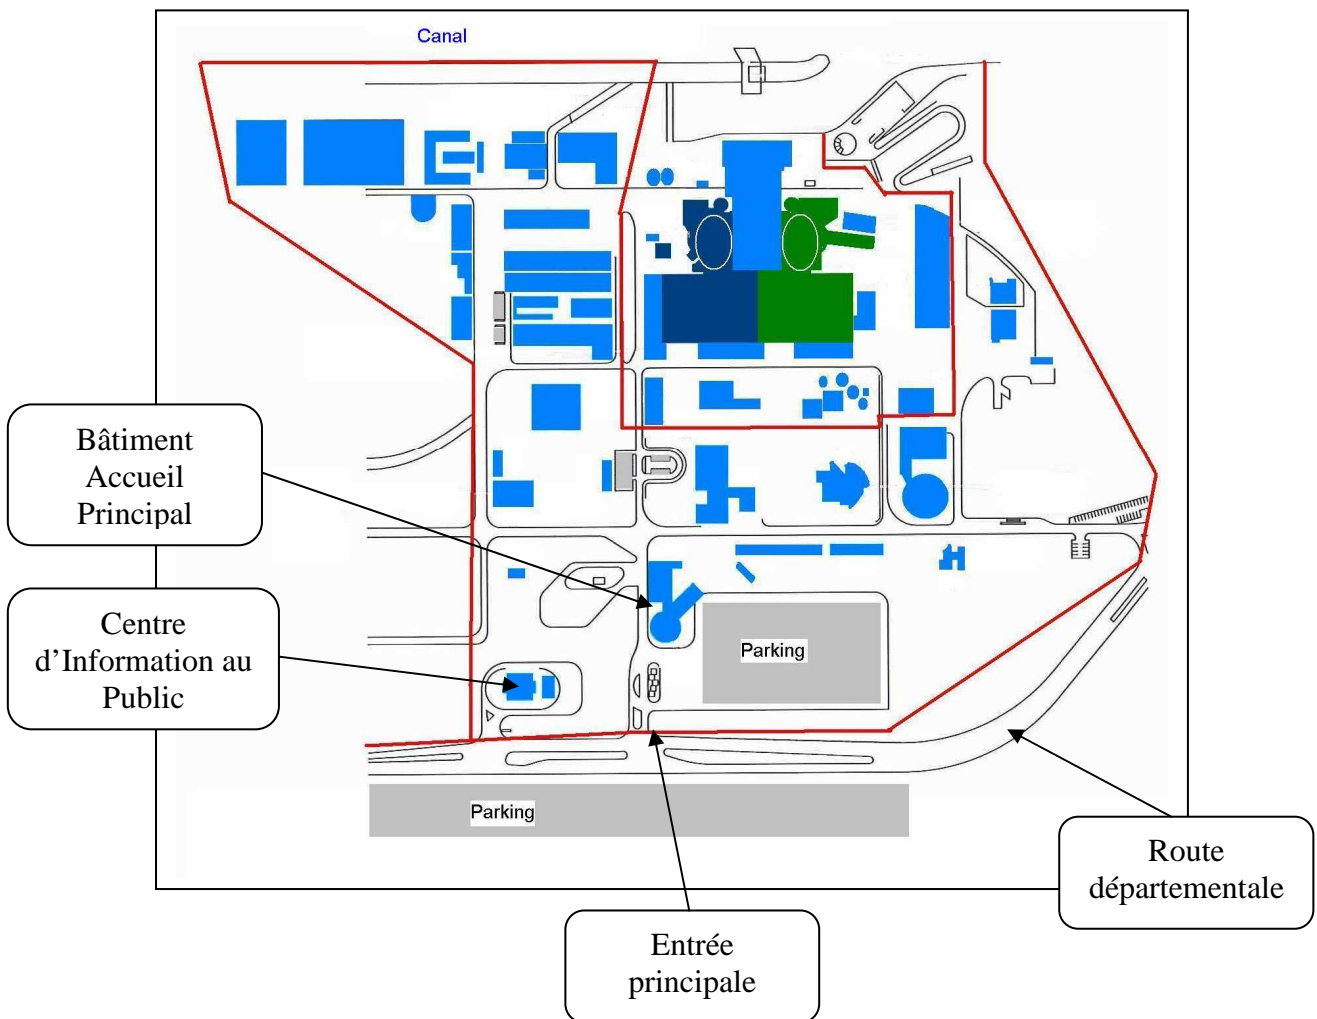 Canal
Bâtiment
Accueil
Principal
Centre
d'Information au
Public
Parking
Parking
Route
départementale
Entrée
principale